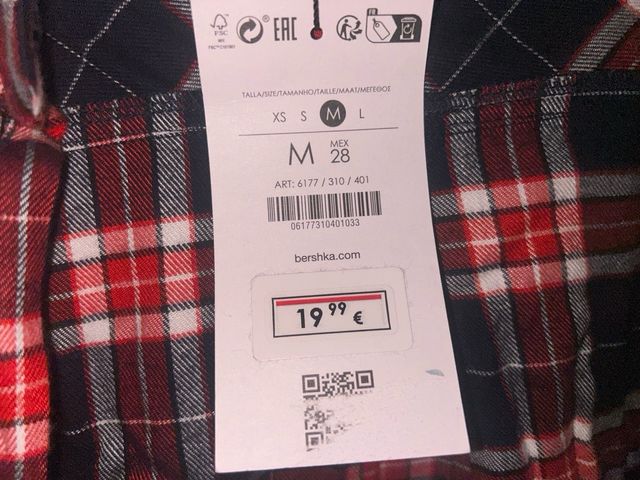 FSC
EAC
FR
TALLA/SIZE/TAMANHO/TAILLE/MAAT/ΜΕΓΕΘΟΣ
XS S M L
M MEX 28
ART: 6177 / 310 / 401
06177310401033
bershka.com
19 99 €